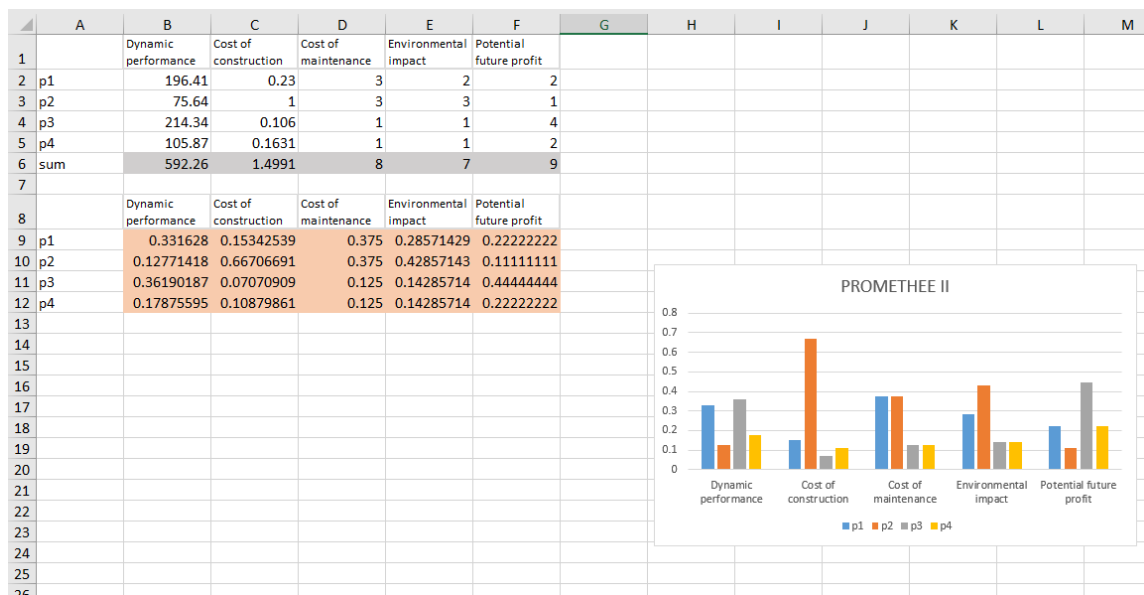 A B C D E F G H I J K L M
Dynamic Cost of Cost of Environmental Potential
1 performance construction maintenance impact future profit
2 p1 196.41 0.23 3 2 2
3 p2 75.64 1 3 3 1
4 p3 214.34 0.106 1 1 4
5 p4 105.87 0.1631 1 1 2
6 sum 592.26 1.4991 8 7 9
7
Dynamic Cost of Cost of Environmental Potential
8 performance construction maintenance impact future profit
9 p1 0.331628 0.15342539 0.375 0.28571429 0.22222222
10 p2 0.12771418 0.66706691 0.375 0.42857143 0.11111111
11 p3 0.36190187 0.07070909 0.125 0.14285714 0.44444444
12 p4 0.17875595 0.10879861 0.125 0.14285714 0.22222222
13
14
15
16
17
18
19
20
21
22
23
24
25
26
PROMETHEE II
0.8
0.7
0.6
0.5
0.4
0.3
0.2
0.1
0
Dynamic Cost of Cost of Environmental Potential future
performance construction maintenance impact profit
p1 p2 p3 p4